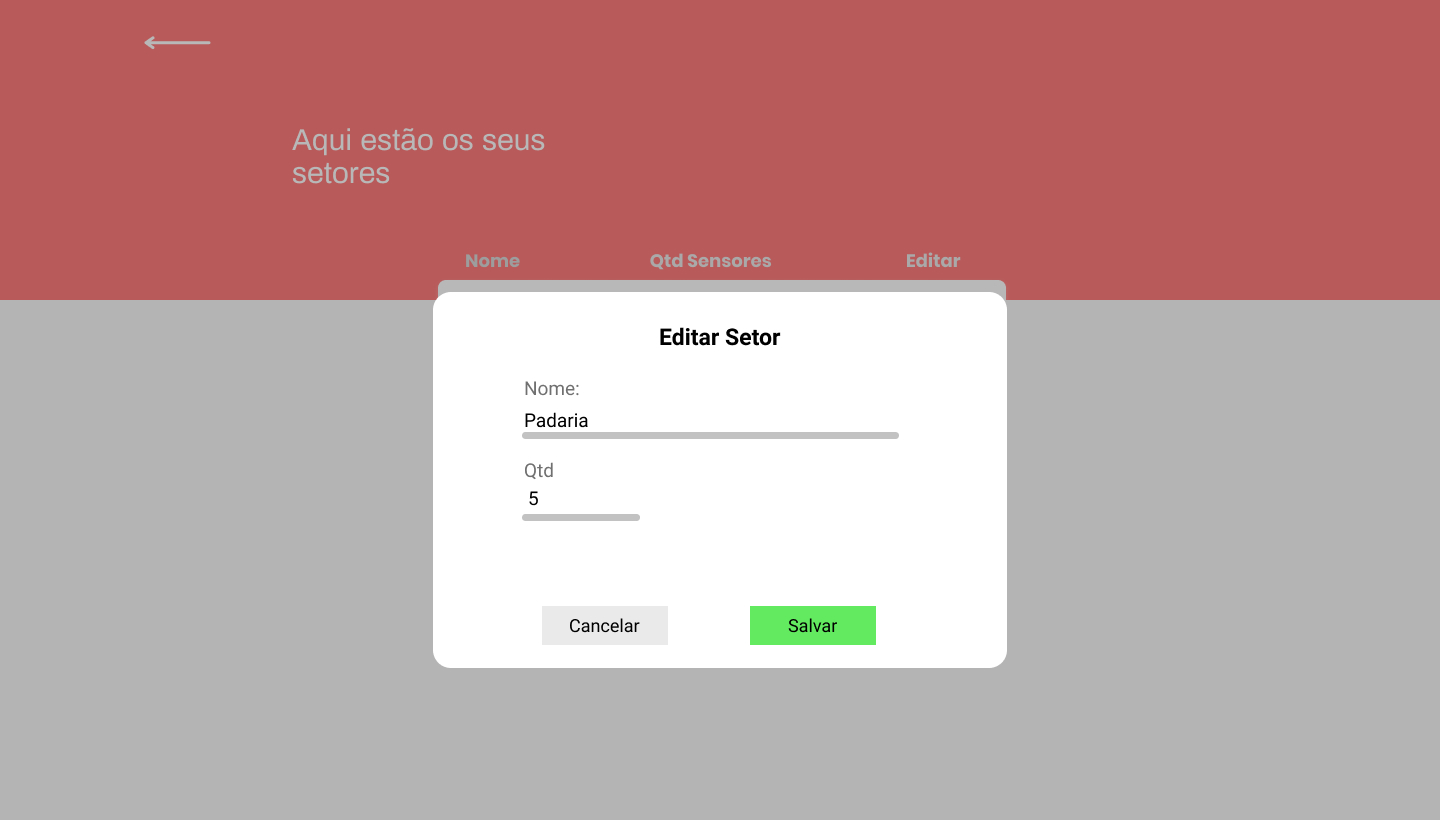 Aqui estão os seus
setores
Nome Qtd Sensores Editar
Editar Setor
Nome:
Padaria
Qtd
5
Cancelar Salvar